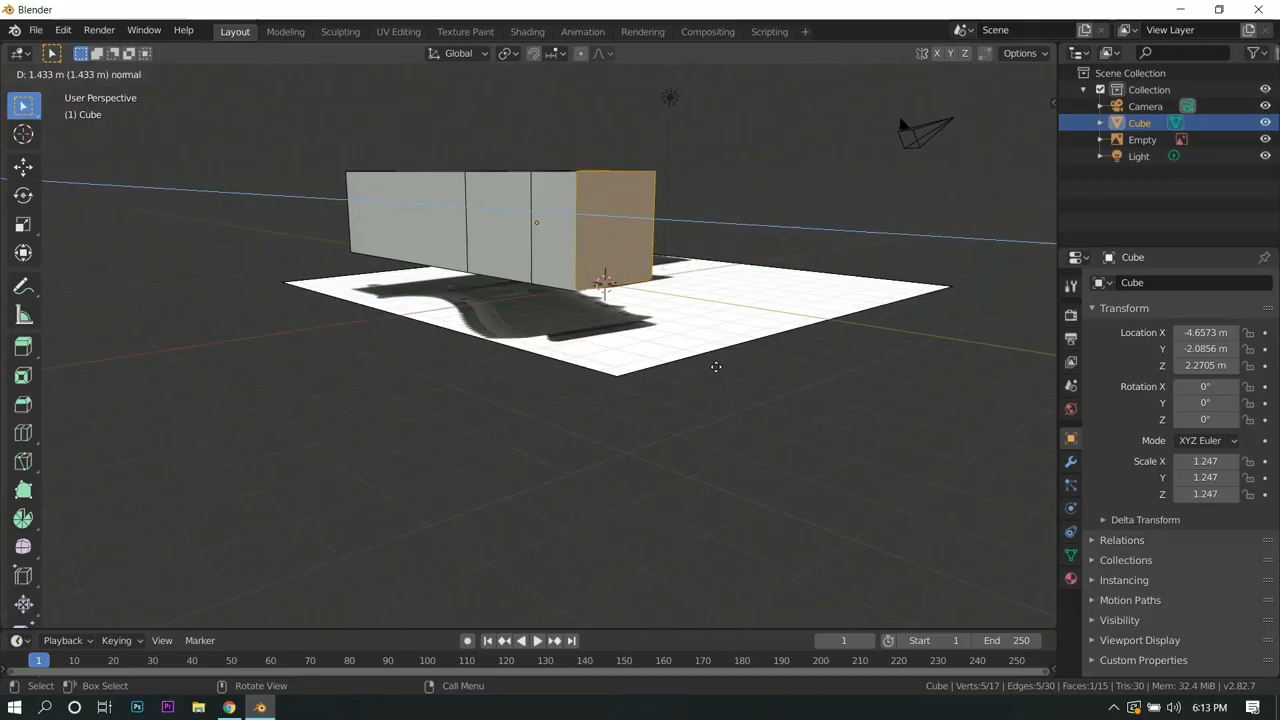 Blender
File Edit Render Window Help Layout Modeling Sculpting UV Editing Texture Paint Shading Animation Rendering Compositing Scripting + Scene View Layer
Global X Y Z Options
D: 1.433 m (1.433 m) normal
User Perspective
(1) Cube
Scene Collection
Collection
Camera
Cube
Empty
Light
Cube
Cube
Transform
Location X -4.6573 m
Y -2.0856 m
Z 2.2705 m
Rotation X 0°
Y 0°
Z 0°
Mode XYZ Euler
Scale X 1.247
Y 1.247
Z 1.247
Delta Transform
Relations
Collections
Instancing
Motion Paths
Visibility
Viewport Display
Custom Properties
Playback Keying View Marker 1 Start 1 End 250
1 10 20 30 40 50 60 70 80 90 100 110 120 130 140 150 160 170 180 190 200 210 220 230 240 250
Select Box Select Rotate View Call Menu Cube | Verts:5/17 | Edges:5/30 | Faces:1/15 | Tris:30 | Mem: 32.4 MiB | v2.82.7
Ps Pr 6:13 PM